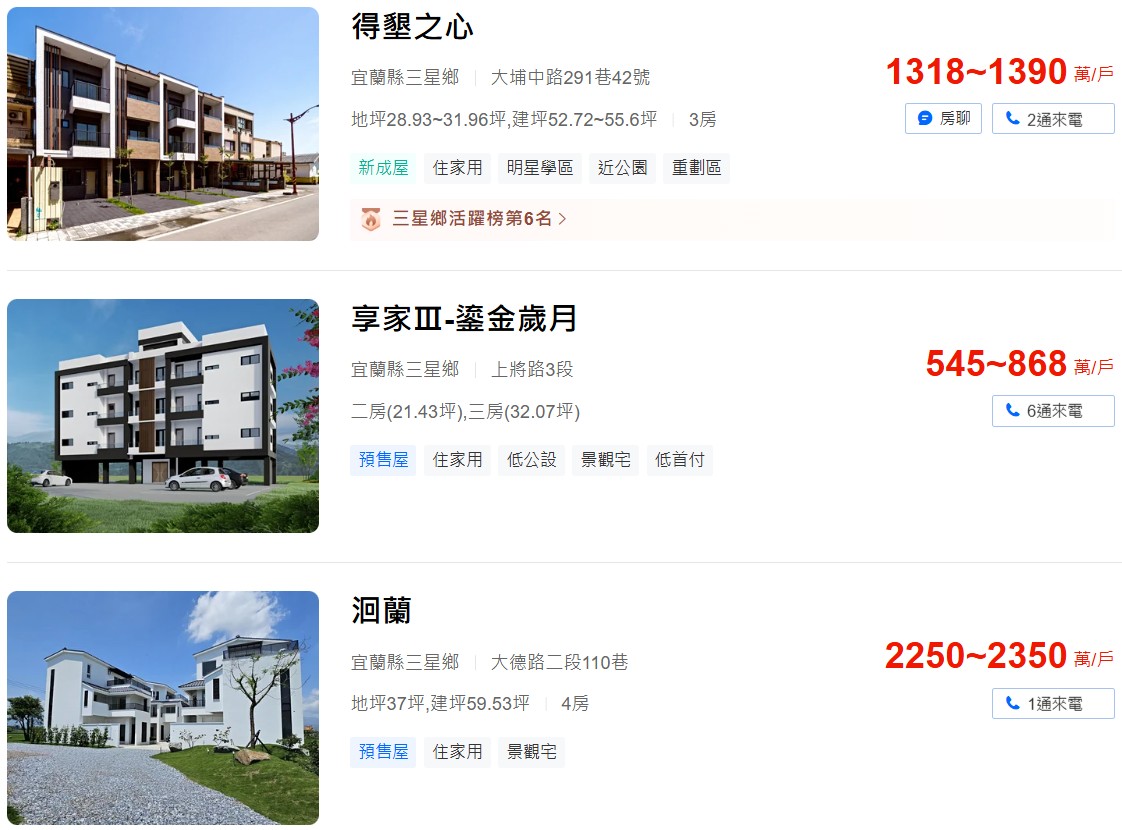 得墾之心
宜蘭縣三星鄉 | 大埔中路291巷42號
1318~1390 萬/戶
地坪28.93~31.96坪,建坪52.72~55.6坪 | 3房
房聊 2通來電
新成屋 住家用 明星學區 近公園 重劃區
三星鄉活躍榜第6名 >
享家Ⅲ-鎏金歲月
宜蘭縣三星鄉 | 上將路3段
545~868 萬/戶
二房(21.43坪),三房(32.07坪)
6通來電
預售屋 住家用 低公設 景觀宅 低首付
洄蘭
宜蘭縣三星鄉 | 大德路二段110巷
2250~2350 萬/戶
地坪37坪,建坪59.53坪 | 4房
1通來電
預售屋 住家用 景觀宅